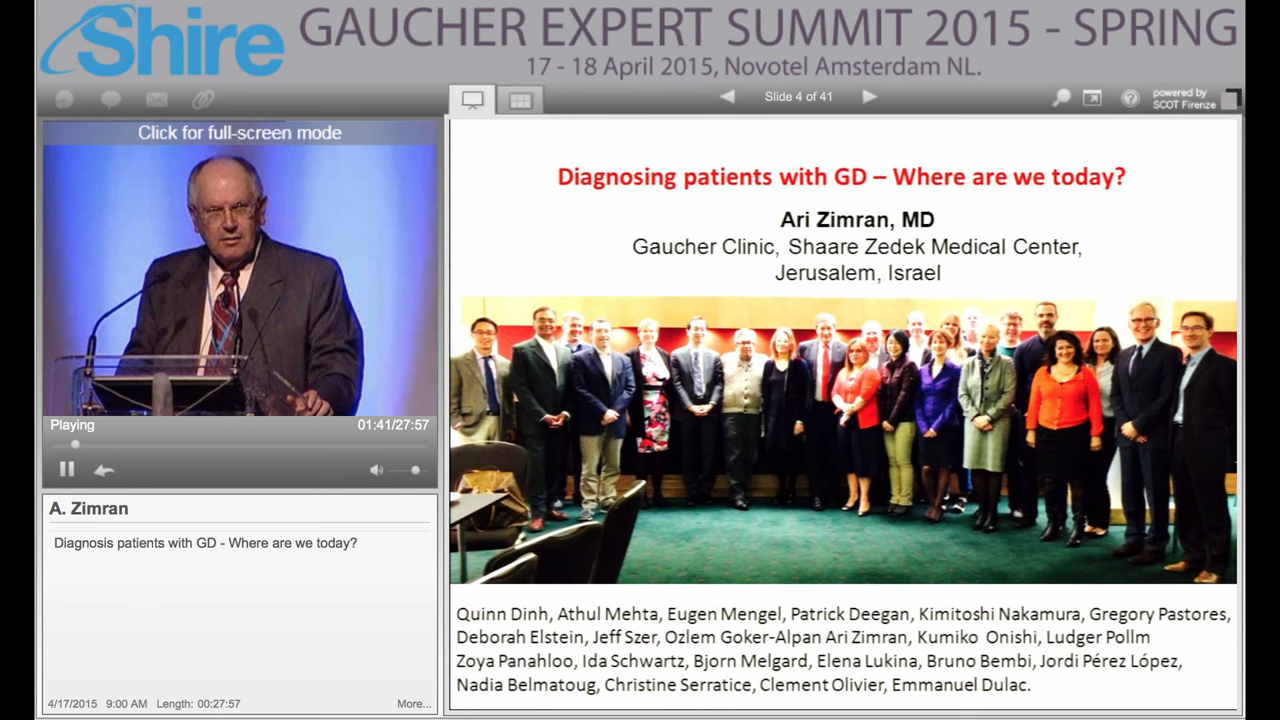 Shire
GAUCHER EXPERT SUMMIT 2015 - SPRING
17 - 18 April 2015, Novotel Amsterdam NL.
Slide 4 of 41
powered by
SCOT Firenze
Click for full-screen mode
Playing
01:41/27:57
A. Zimran
Diagnosis patients with GD - Where are we today?
4/17/2015 9:00 AM Length: 00:27:57
More...
Diagnosing patients with GD – Where are we today?
Ari Zimran, MD
Gaucher Clinic, Shaare Zedek Medical Center,
Jerusalem, Israel
Quinn Dinh, Athul Mehta, Eugen Mengel, Patrick Deegan, Kimitoshi Nakamura, Gregory Pastores,
Deborah Elstein, Jeff Szer, Ozlem Goker-Alpan Ari Zimran, Kumiko Onishi, Ludger Pollm
Zoya Panahloo, Ida Schwartz, Bjorn Melgard, Elena Lukina, Bruno Bembi, Jordi Pérez López,
Nadia Belmatoug, Christine Serratice, Clement Olivier, Emmanuel Dulac.